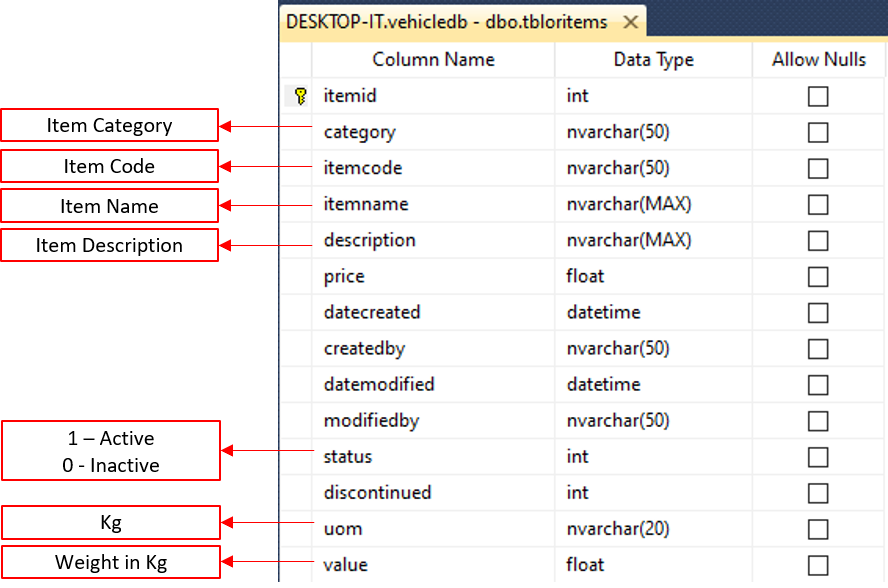 DESKTOP-IT.vehicledb - dbo.tbloritems ✕
Column Name Data Type Allow Nulls
itemid int
Item Category category nvarchar(50)
Item Code itemcode nvarchar(50)
Item Name itemname nvarchar(MAX)
Item Description description nvarchar(MAX)
price float
datecreated datetime
createdby nvarchar(50)
datemodified datetime
modifiedby nvarchar(50)
1 – Active
0 - Inactive
status int
discontinued int
Kg uom nvarchar(20)
Weight in Kg value float